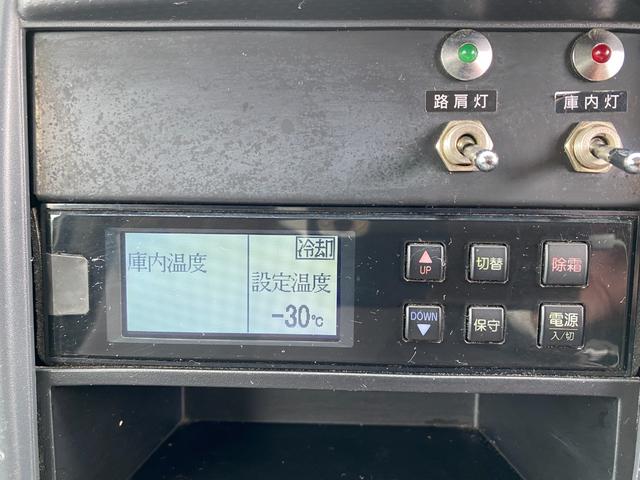 路肩灯
庫内灯
庫内温度
冷却
設定温度
-30℃
UP
切替
除霜
DOWN
保守
電源
入/切